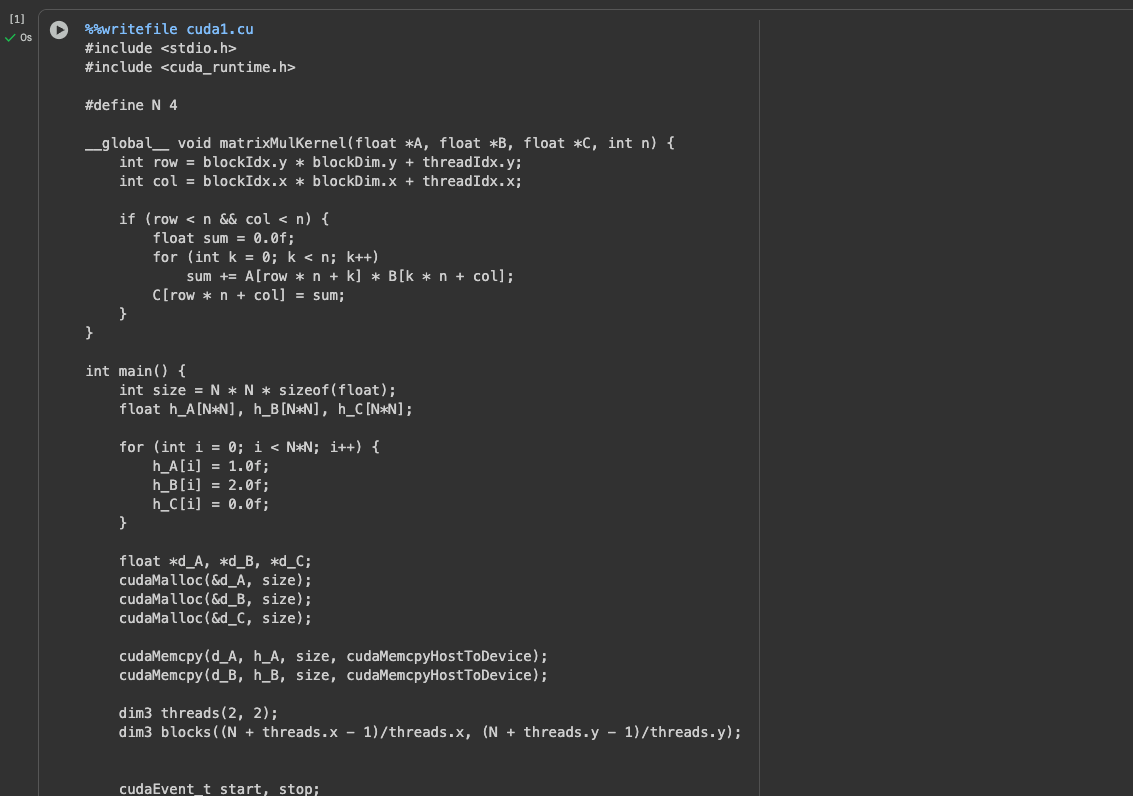 [1]
0s
%%writefile cuda1.cu
#include <stdio.h>
#include <cuda_runtime.h>

#define N 4

__global__ void matrixMulKernel(float *A, float *B, float *C, int n) {
    int row = blockIdx.y * blockDim.y + threadIdx.y;
    int col = blockIdx.x * blockDim.x + threadIdx.x;

    if (row < n && col < n) {
        float sum = 0.0f;
        for (int k = 0; k < n; k++)
            sum += A[row * n + k] * B[k * n + col];
        C[row * n + col] = sum;
    }
}

int main() {
    int size = N * N * sizeof(float);
    float h_A[N*N], h_B[N*N], h_C[N*N];

    for (int i = 0; i < N*N; i++) {
        h_A[i] = 1.0f;
        h_B[i] = 2.0f;
        h_C[i] = 0.0f;
    }

    float *d_A, *d_B, *d_C;
    cudaMalloc(&d_A, size);
    cudaMalloc(&d_B, size);
    cudaMalloc(&d_C, size);

    cudaMemcpy(d_A, h_A, size, cudaMemcpyHostToDevice);
    cudaMemcpy(d_B, h_B, size, cudaMemcpyHostToDevice);

    dim3 threads(2, 2);
    dim3 blocks((N + threads.x - 1)/threads.x, (N + threads.y - 1)/threads.y);


    cudaEvent_t start, stop;